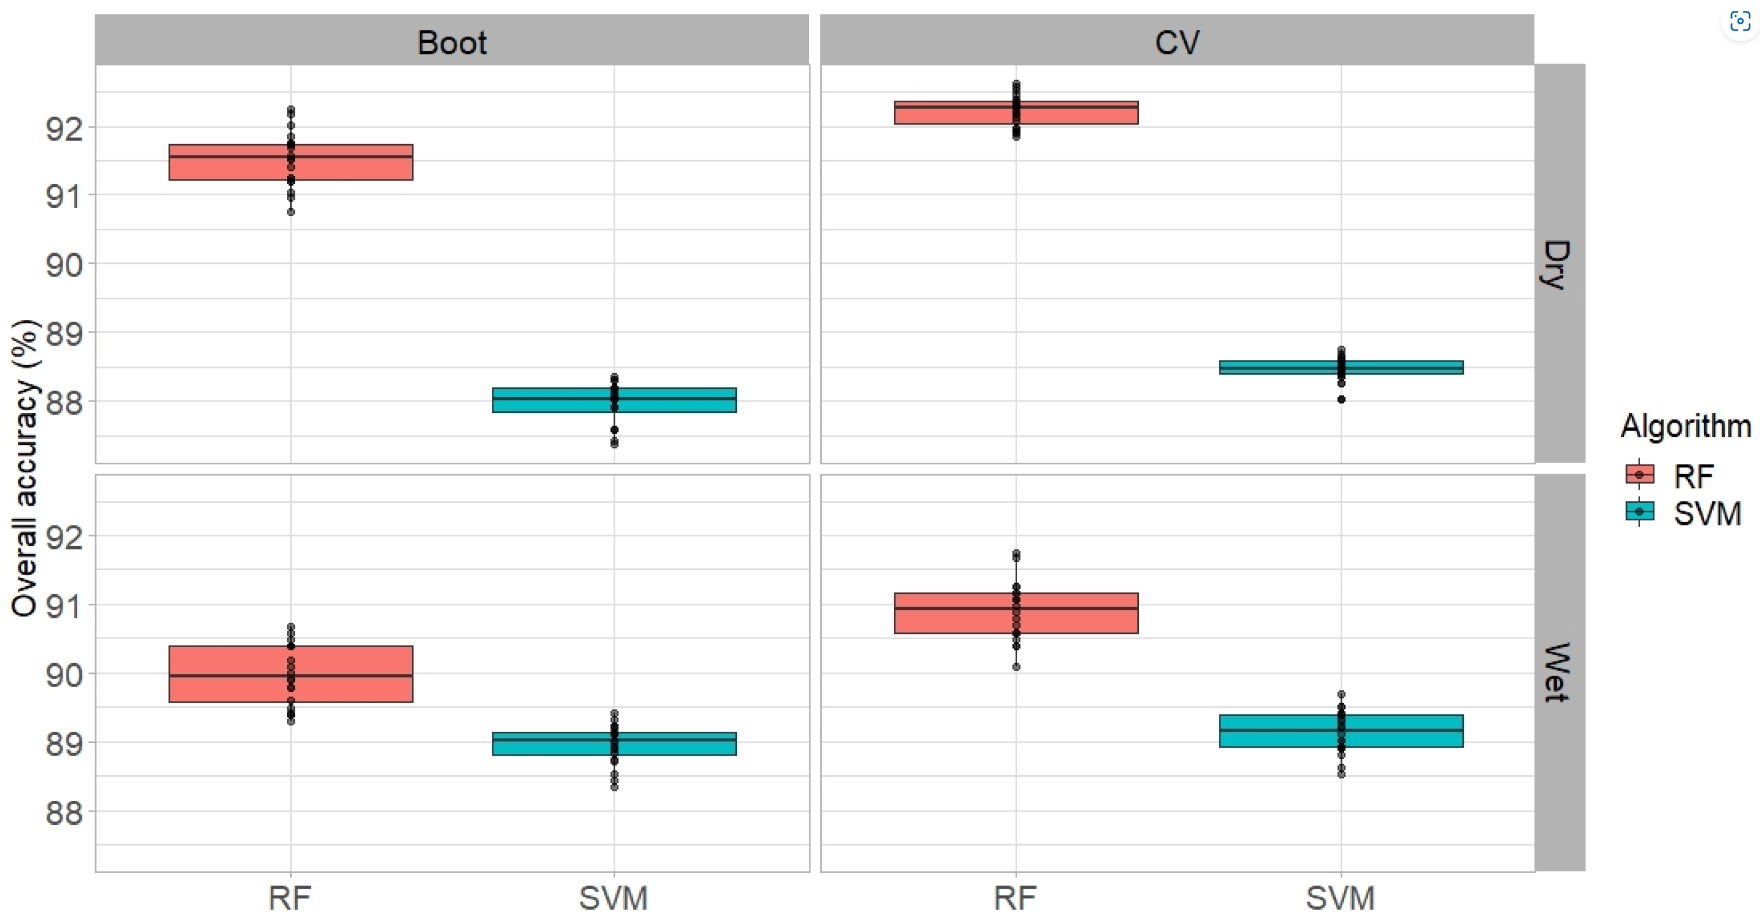 Boot
CV
Overall accuracy (%)
92
91
90
89
88
Dry
92
91
90
89
88
Wet
RF
SVM
RF
SVM
Algorithm
RF
SVM